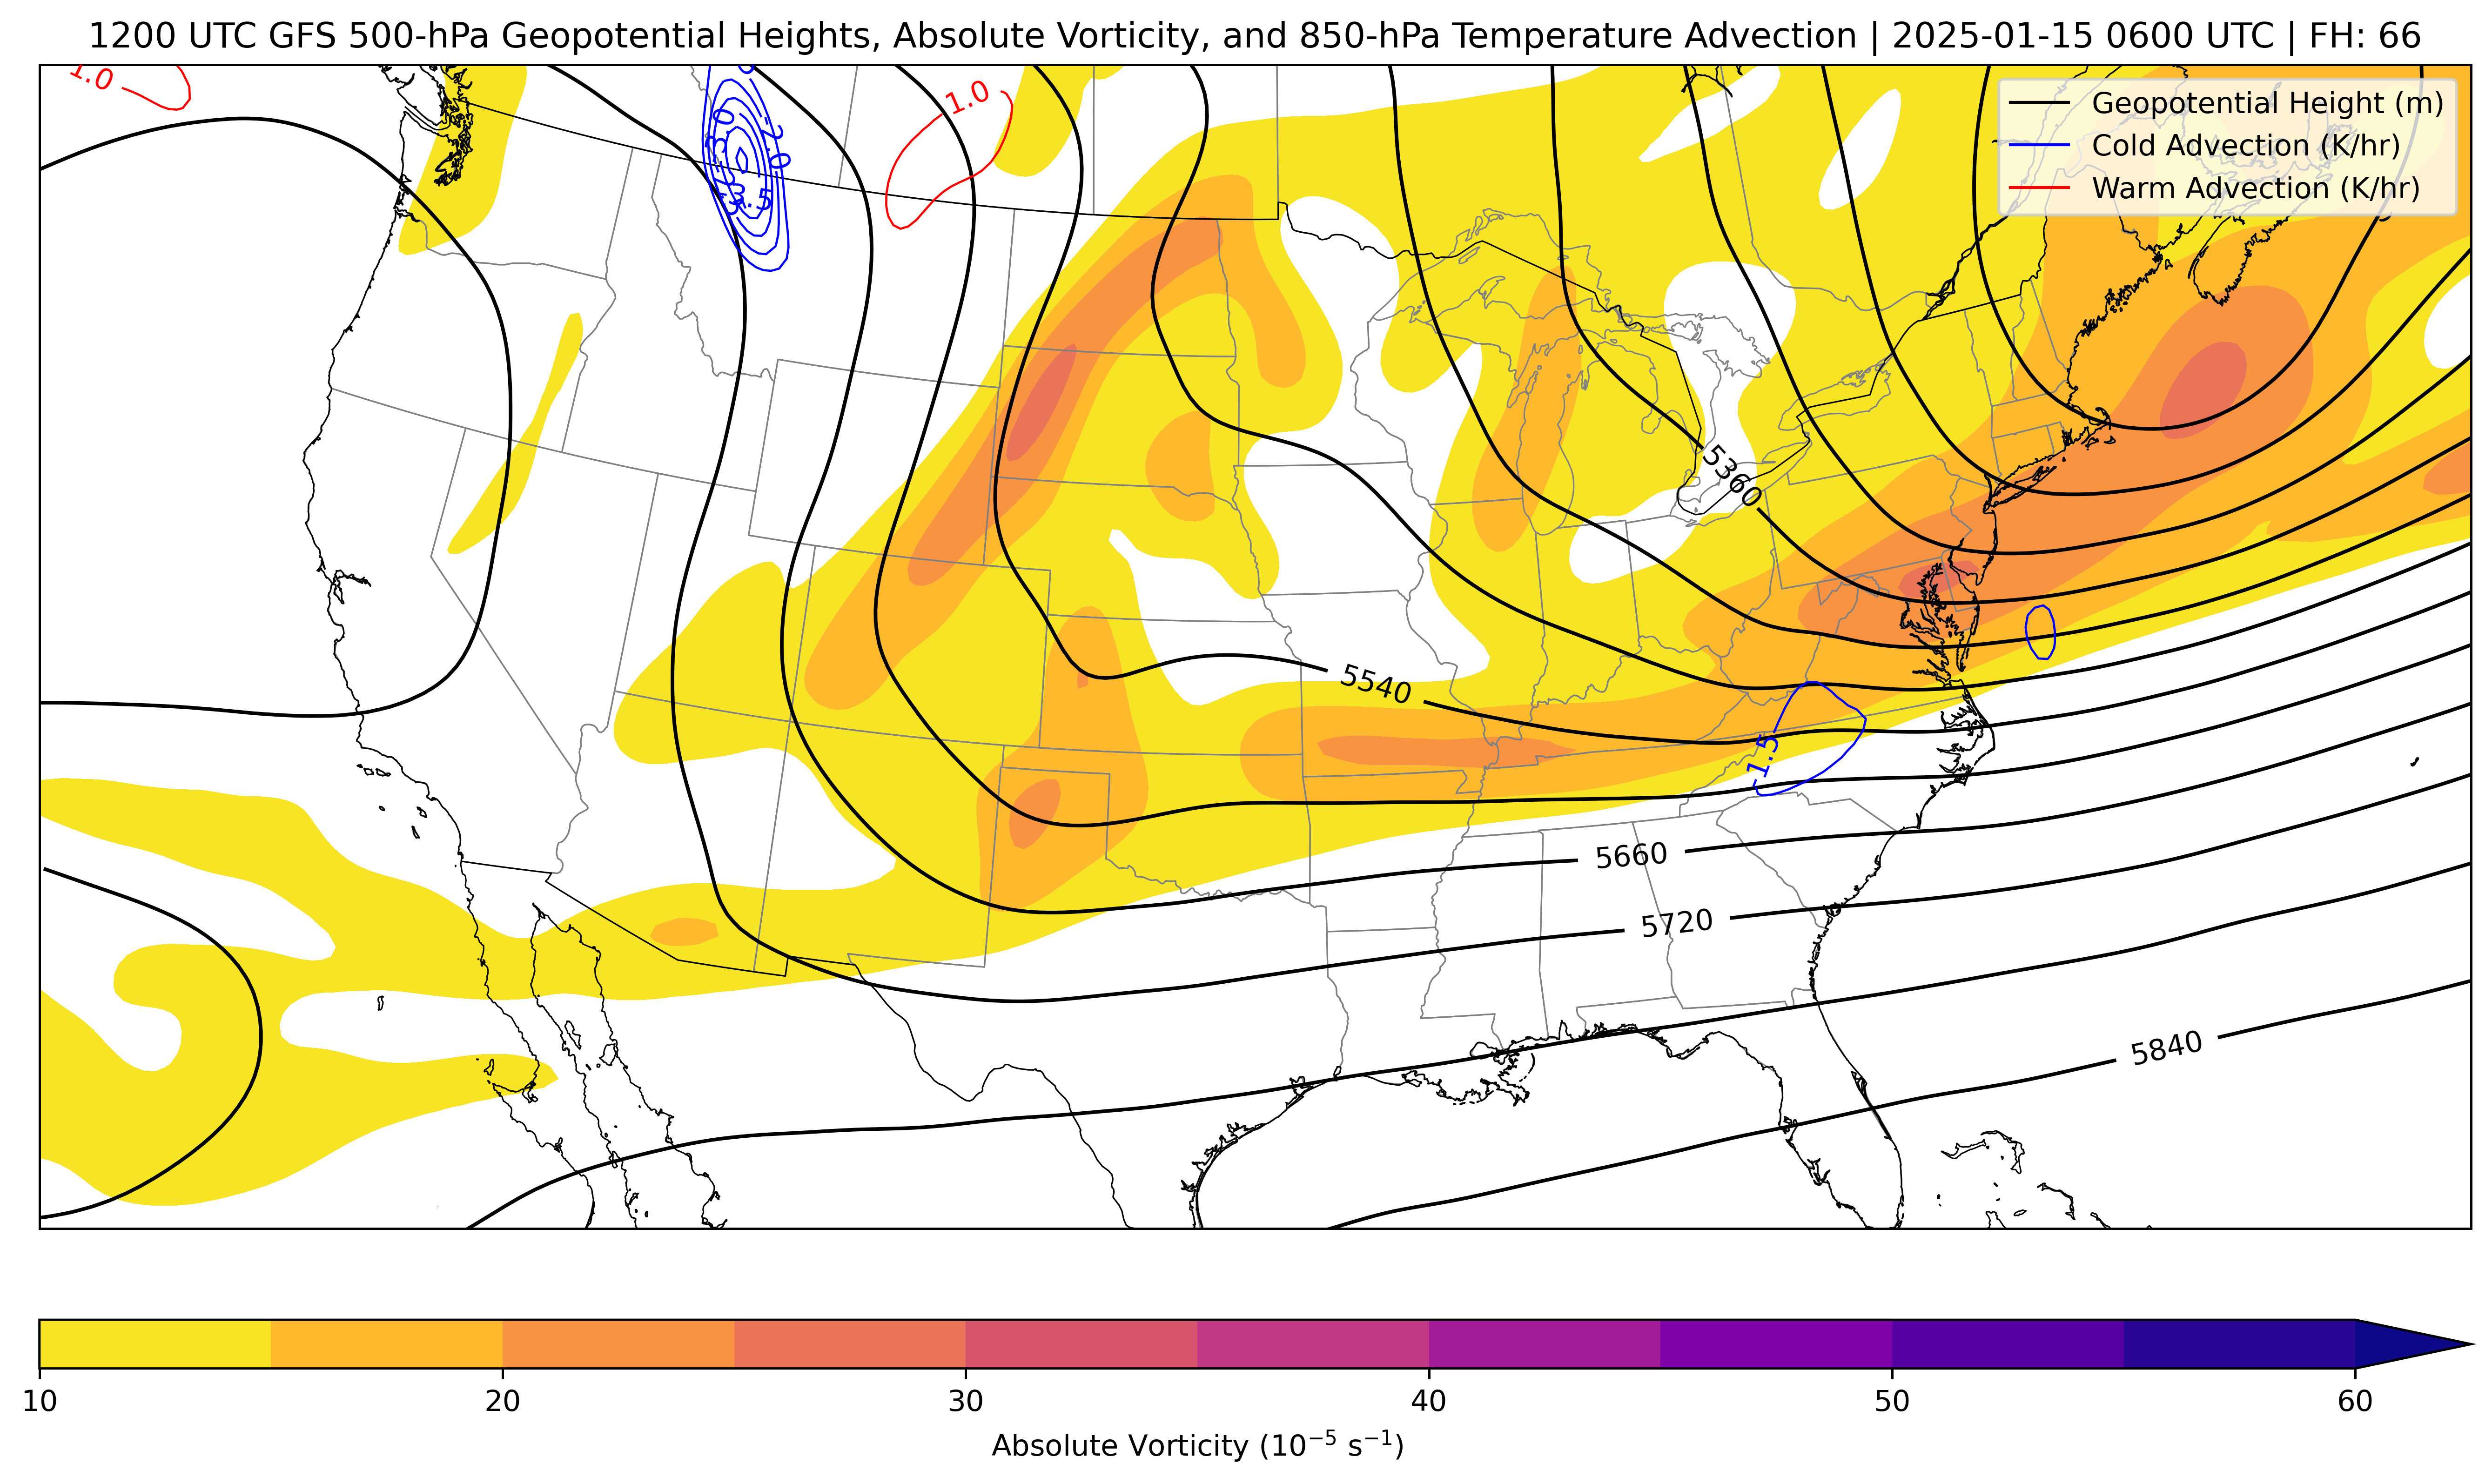 1200 UTC GFS 500-hPa Geopotential Heights, Absolute Vorticity, and 850-hPa Temperature Advection | 2025-01-15 0600 UTC | FH: 66
1.0
1.0
Geopotential Height (m)
Cold Advection (K/hr)
Warm Advection (K/hr)
-3.0
-2.0
-3.5
5360
5540
-1.5
5660
5720
5840
10 20 30 40 50 60
Absolute Vorticity (10⁻⁵ s⁻¹)